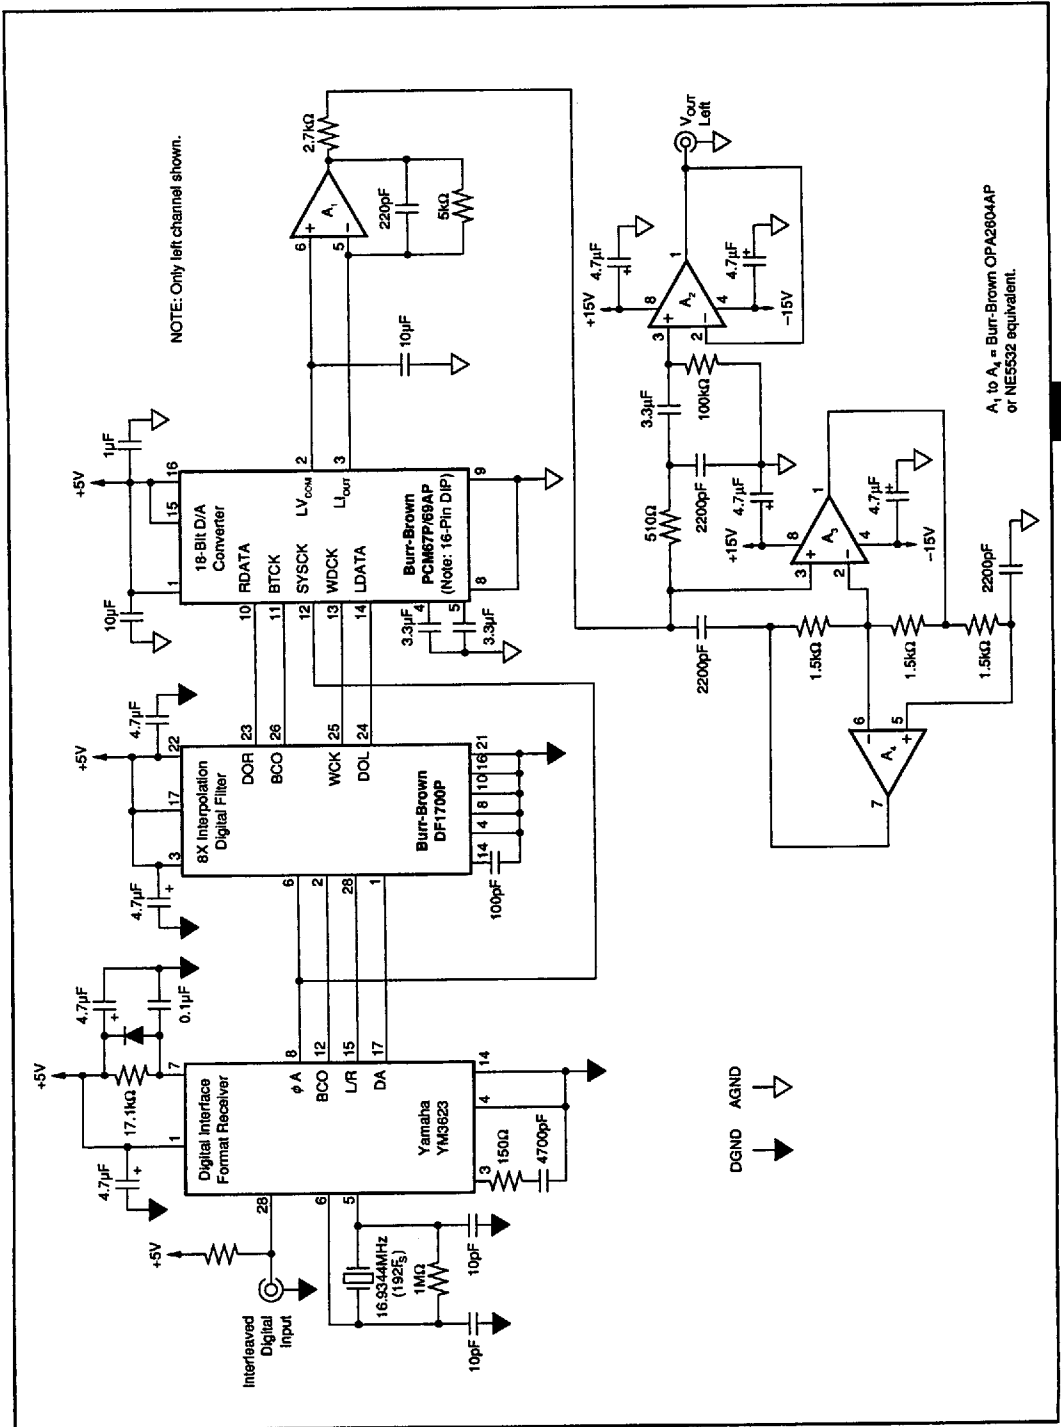 NOTE: Only left channel shown.
Interleaved
Digital
Input
+5V
28
6
5
16.9344MHz
(192FS)
1MΩ
10pF
10pF
4.7µF
+
+5V
17.1kΩ
4.7µF
+
0.1µF
1
7
Digital Interface
Format Receiver
φA
BCO
L/R
DA
8
12
15
17
Yamaha
YM3623
3
4
14
150Ω
4700pF
4.7µF
+
+5V
4.7µF
3
17
22
8X Interpolation
Digital Filter
6
2
28
1
DOR
BCO
WCK
DOL
23
26
25
24
Burr-Brown
DF1700P
14
4
8
10
16
21
100pF
10µF
+5V
1µF
1
15
16
18-Bit D/A
Converter
RDATA
BTCK
SYSCK
WDCK
LDATA
10
11
12
13
14
LVCOM
LIOUT
2
3
Burr-Brown
PCM67P/69AP
(Note: 16-Pin DIP)
4
5
8
9
3.3µF
3.3µF
10µF
6
+
5
–
A1
2.7kΩ
220pF
5kΩ
2200pF
510Ω
2200pF
3.3µF
100kΩ
+15V
4.7µF
+
3
+
2
–
A2
8
4
1
–15V
4.7µF
+
VOUT
Left
+15V
4.7µF
+
3
+
2
–
A3
8
4
1
–15V
4.7µF
+
1.5kΩ
1.5kΩ
1.5kΩ
2200pF
6
–
5
+
A4
7
DGND
AGND
A1 to A4 = Burr-Brown OPA2604AP
or NE5532 equivalent.